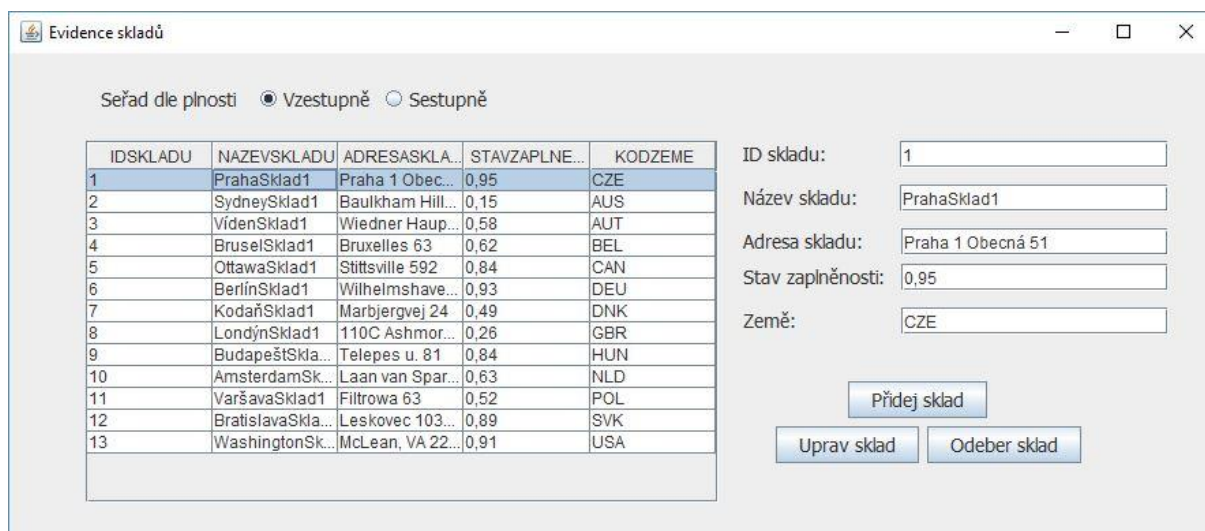 Evidence skladů
Seřad dle plnosti Vzestupně Sestupně
IDSKLADU NAZEVSKLADU ADRESASKLA... STAVZAPLNE... KODZEME
1 PrahaSklad1 Praha 1 Obec... 0,95 CZE
2 SydneySklad1 Baulkham Hill... 0,15 AUS
3 VídenSklad1 Wiedner Haup... 0,58 AUT
4 BruselSklad1 Bruxelles 63 0,62 BEL
5 OttawaSklad1 Stittsville 592 0,84 CAN
6 BerlínSklad1 Wilhelmshave... 0,93 DEU
7 KodaňSklad1 Marbjergvej 24 0,49 DNK
8 LondýnSklad1 110C Ashmor... 0,26 GBR
9 BudapeštSkla... Telepes u. 81 0,84 HUN
10 AmsterdamSk... Laan van Spar... 0,63 NLD
11 VaršavaSklad1 Filtrowa 63 0,52 POL
12 BratislavaSkla... Leskovec 103... 0,89 SVK
13 WashingtonSk... McLean, VA 22... 0,91 USA
ID skladu: 1
Název skladu: PrahaSklad1
Adresa skladu: Praha 1 Obecná 51
Stav zaplněnosti: 0,95
Země: CZE
Přidej sklad
Uprav sklad Odeber sklad